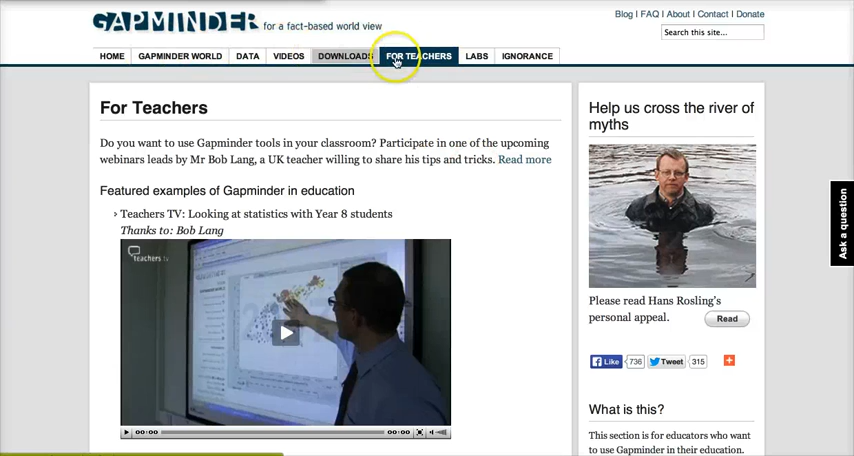 GAPMINDER for a fact-based world view
Blog | FAQ | About | Contact | Donate
Search this site...
HOME GAPMINDER WORLD DATA VIDEOS DOWNLOADS FOR TEACHERS LABS IGNORANCE
For Teachers
Do you want to use Gapminder tools in your classroom? Participate in one of the upcoming
webinars leads by Mr Bob Lang, a UK teacher willing to share his tips and tricks. Read more
Featured examples of Gapminder in education
› Teachers TV: Looking at statistics with Year 8 students
Thanks to: Bob Lang
teachers tv
00:00 00:00
Help us cross the river of
myths
Please read Hans Rosling's
personal appeal. Read
Like 736 Tweet 315
What is this?
This section is for educators who want
to use Gapminder in their education.
Ask a question